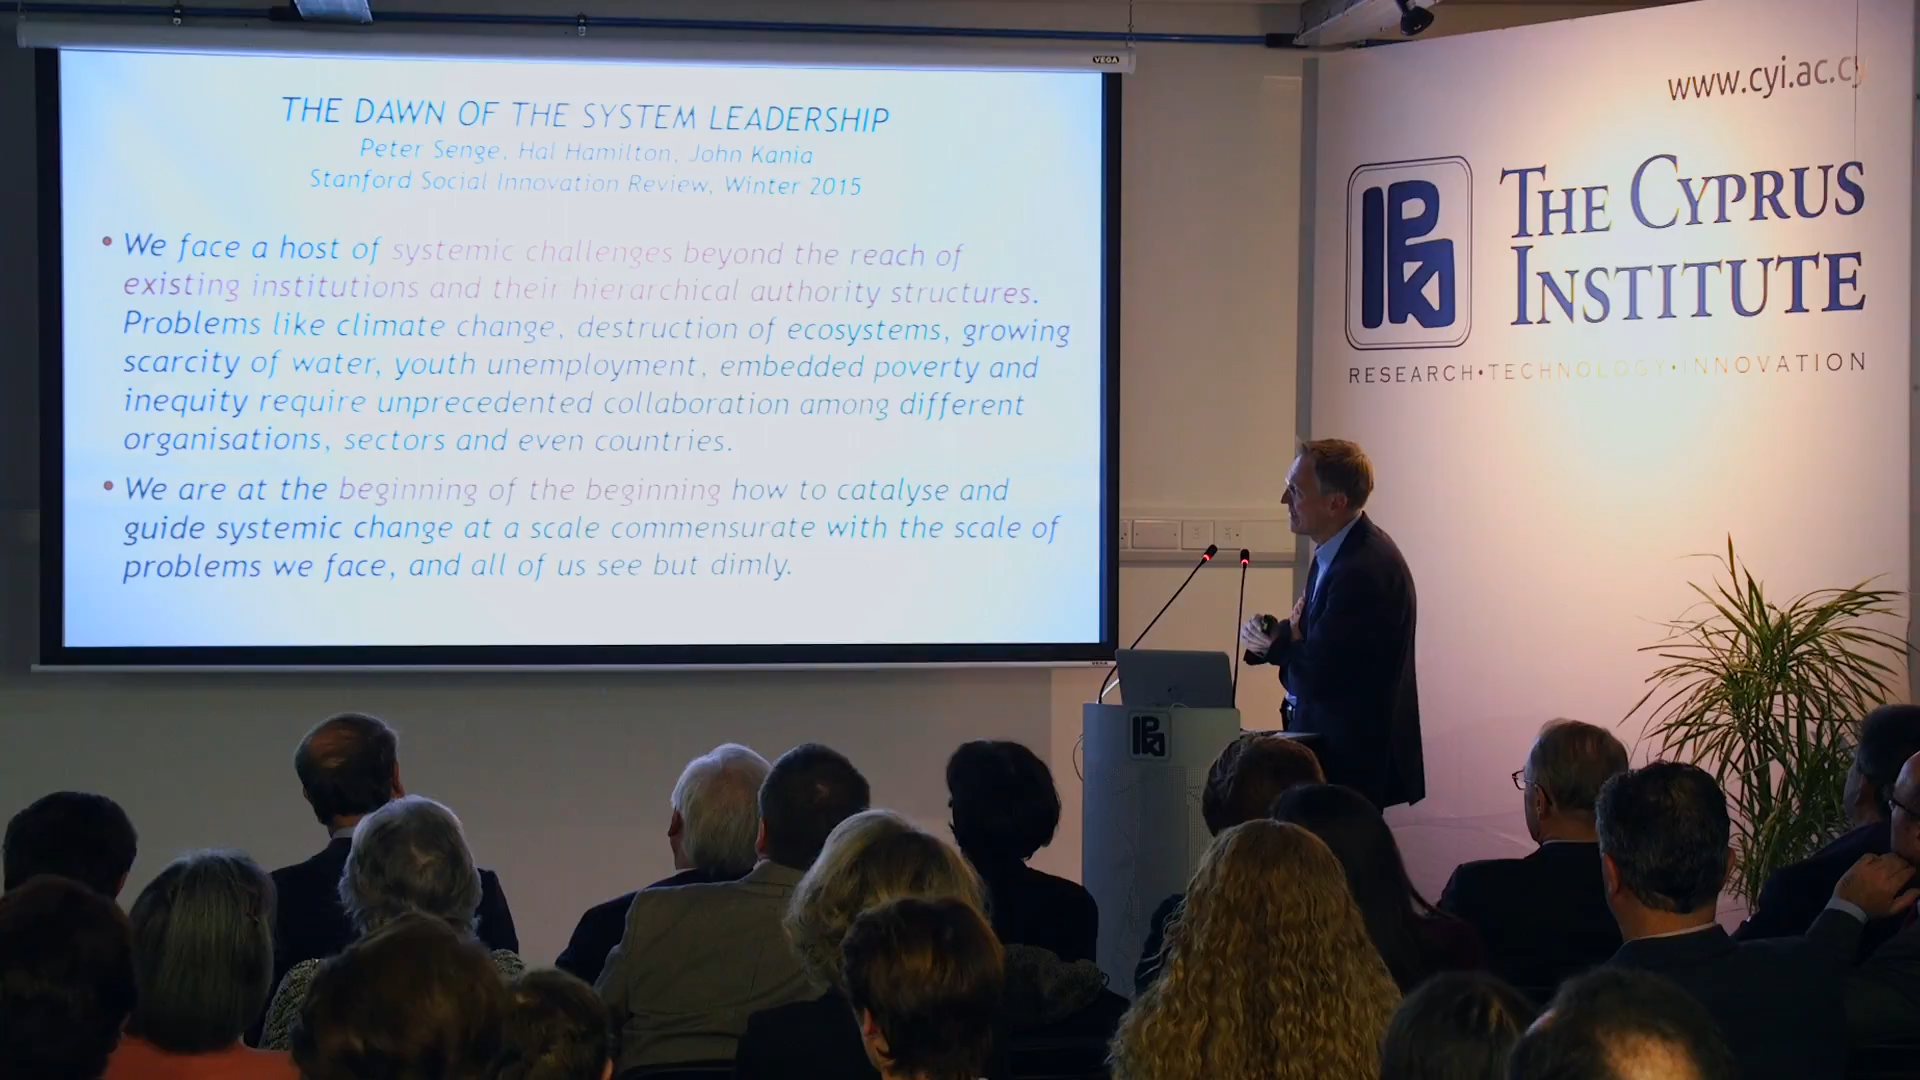 VEGA
THE DAWN OF THE SYSTEM LEADERSHIP
Peter Senge, Hal Hamilton, John Kania
Stanford Social Innovation Review, Winter 2015
• We face a host of systemic challenges beyond the reach of
existing institutions and their hierarchical authority structures.
Problems like climate change, destruction of ecosystems, growing
scarcity of water, youth unemployment, embedded poverty and
inequity require unprecedented collaboration among different
organisations, sectors and even countries.
• We are at the beginning of the beginning how to catalyse and
guide systemic change at a scale commensurate with the scale of
problems we face, and all of us see but dimly.
VEGA
www.cyi.ac.cy
THE CYPRUS
INSTITUTE
RESEARCH•TECHNOLOGY•INNOVATION